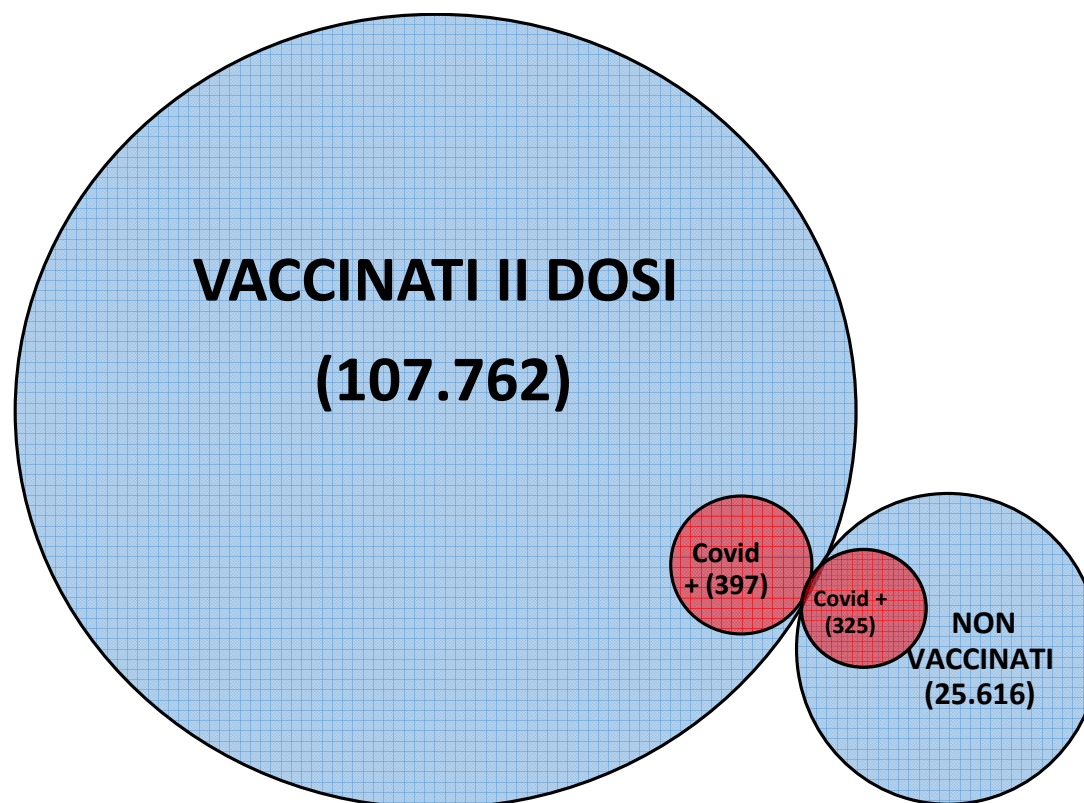 VACCINATI II DOSI
(107.762)
Covid
+ (397)
Covid +
(325)
NON
VACCINATI
(25.616)